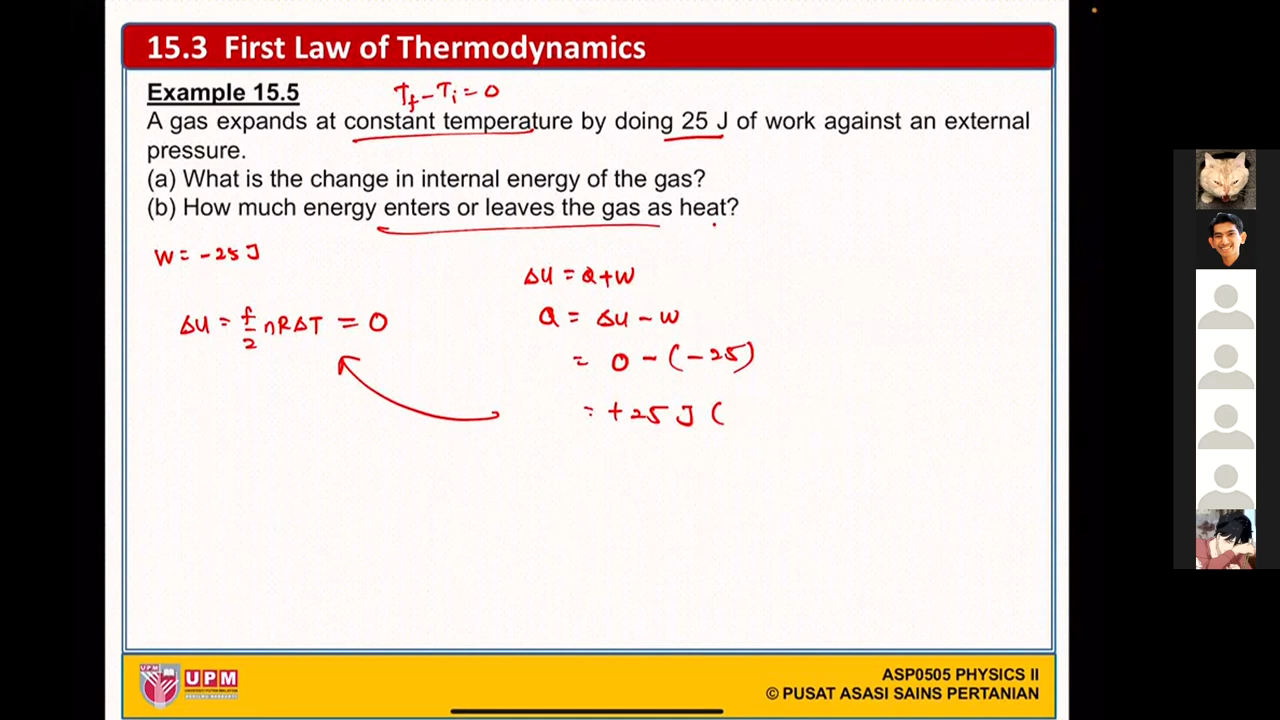 15.3 First Law of Thermodynamics
Example 15.5
T_f - T_i = 0
A gas expands at constant temperature by doing 25 J of work against an external
pressure.
(a) What is the change in internal energy of the gas?
(b) How much energy enters or leaves the gas as heat?
W = -25 J
ΔU = f/2 nRΔT = 0
ΔU = Q+W
Q = ΔU - W
= 0 - (-25)
= +25 J (
UPM
UPM
ASP0505 PHYSICS II
© PUSAT ASASI SAINS PERTANIAN